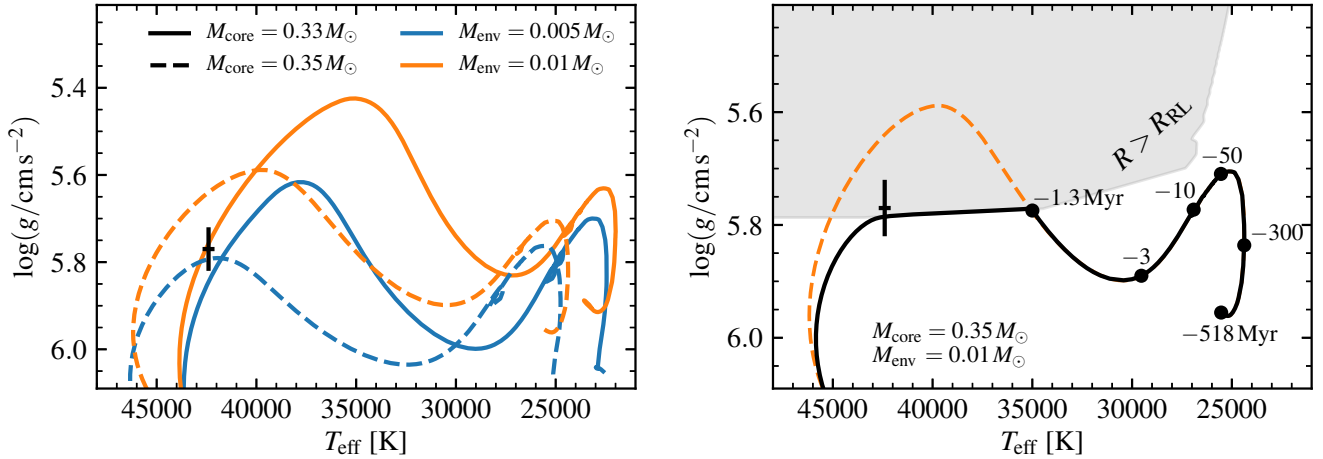 M_core = 0.33 M_⊙
M_env = 0.005 M_⊙
M_core = 0.35 M_⊙
M_env = 0.01 M_⊙
log(g/cm s⁻²)
5.4
5.6
5.8
6.0
45000 40000 35000 30000 25000
T_eff [K]
log(g/cm s⁻²)
5.6
5.8
6.0
R > R_RL
−50
−10
−1.3 Myr
−300
−3
−518 Myr
M_core = 0.35 M_⊙
M_env = 0.01 M_⊙
45000 40000 35000 30000 25000
T_eff [K]